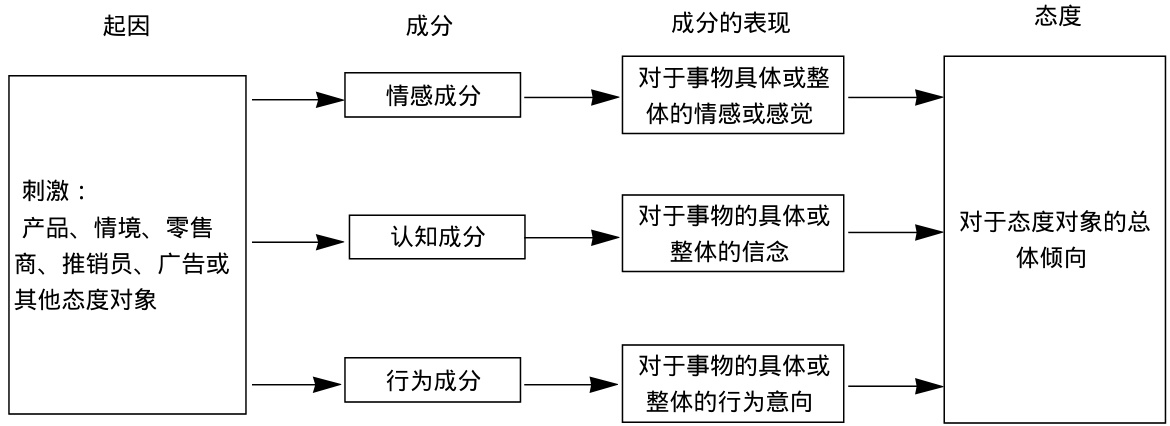 起因
成分
成分的表现
态度
刺激：
产品、情境、零售
商、推销员、广告或
其他态度对象
情感成分
对于事物具体或整
体的情感或感觉
认知成分
对于事物的具体或
整体的信念
行为成分
对于事物的具体或
整体的行为意向
对于态度对象的总
体倾向